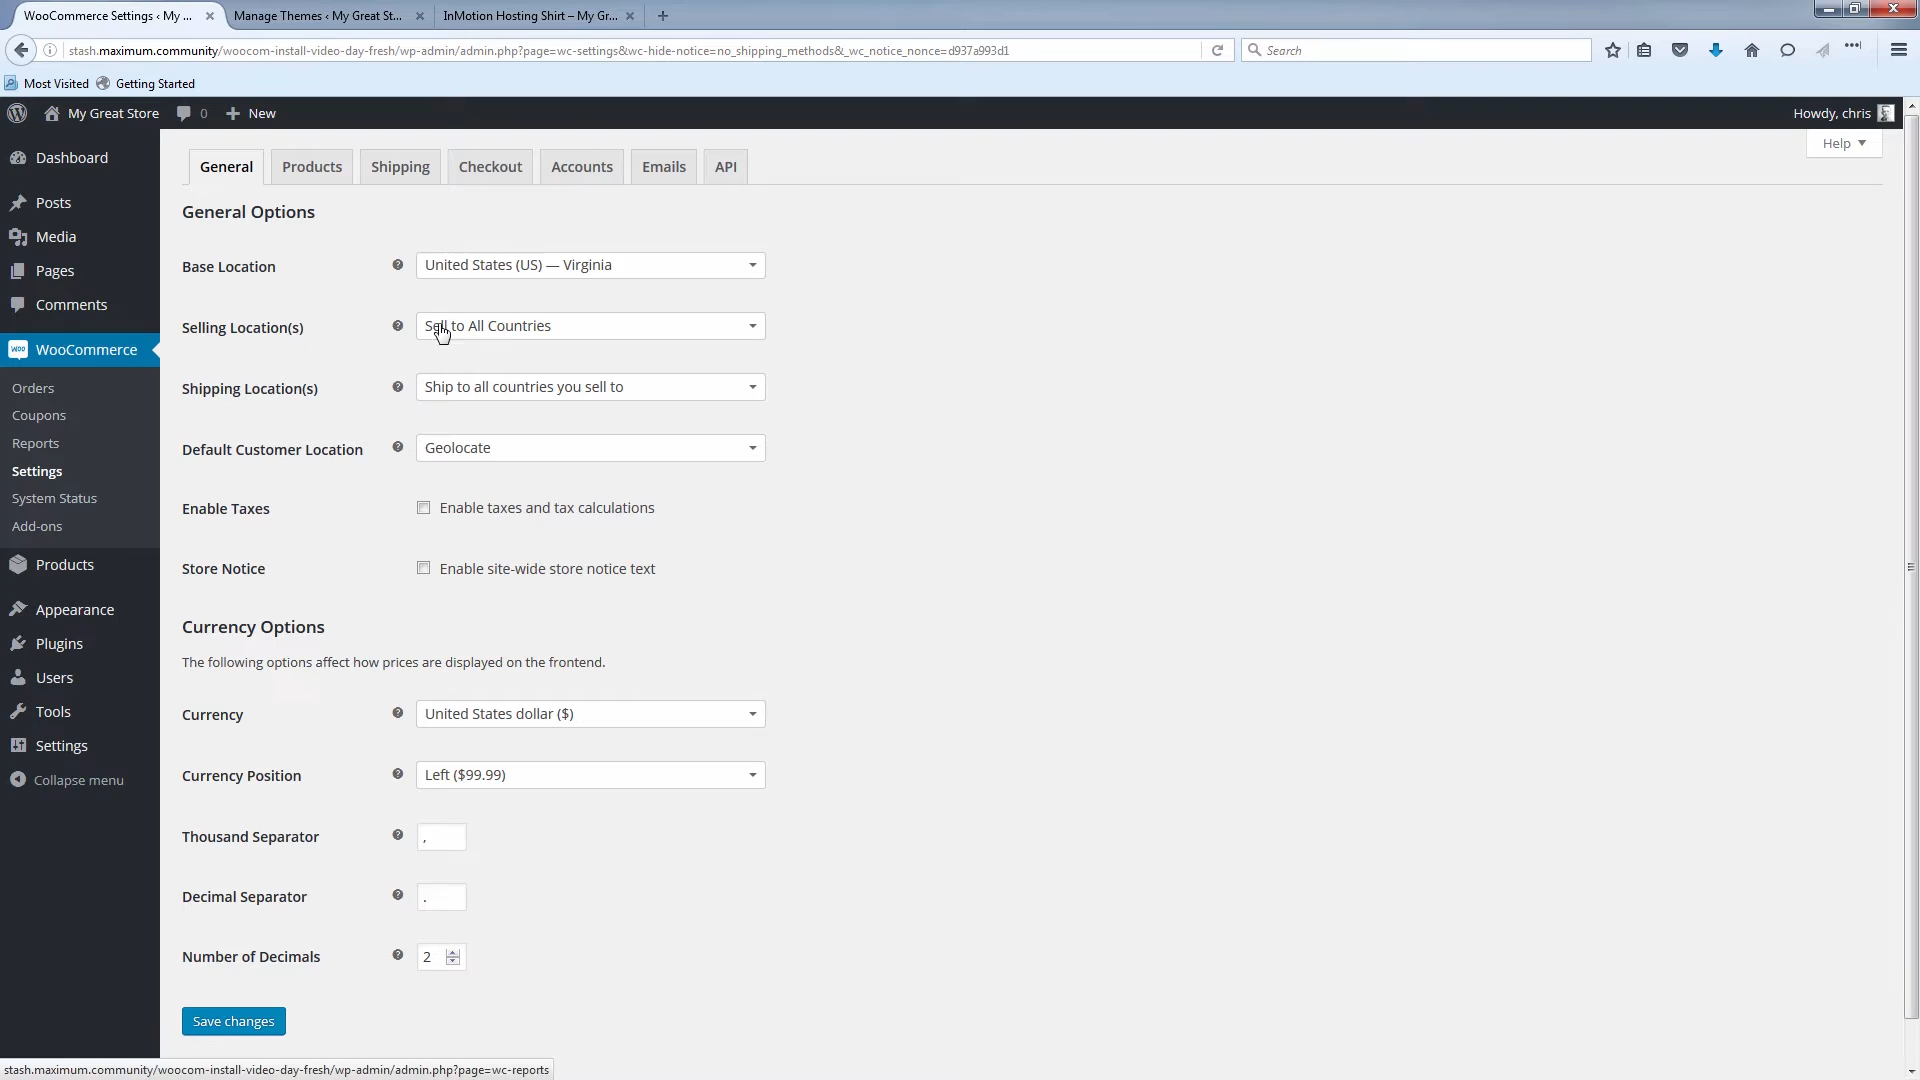 WooCommerce Settings ‹ My ...
Manage Themes ‹ My Great St...
InMotion Hosting Shirt – My Gr...
stash.maximum.community/woocom-install-video-day-fresh/wp-admin/admin.php?page=wc-settings&wc-hide-notice=no_shipping_methods&_wc_notice_nonce=d937a993d1
Search
Most Visited
Getting Started
My Great Store
0
New
Howdy, chris
Help
Dashboard
Posts
Media
Pages
Comments
WooCommerce
Orders
Coupons
Reports
Settings
System Status
Add-ons
Products
Appearance
Plugins
Users
Tools
Settings
Collapse menu
General
Products
Shipping
Checkout
Accounts
Emails
API
General Options
Base Location
United States (US) — Virginia
Selling Location(s)
Sell to All Countries
Shipping Location(s)
Ship to all countries you sell to
Default Customer Location
Geolocate
Enable Taxes
Enable taxes and tax calculations
Store Notice
Enable site-wide store notice text
Currency Options
The following options affect how prices are displayed on the frontend.
Currency
United States dollar ($)
Currency Position
Left ($99.99)
Thousand Separator
,
Decimal Separator
.
Number of Decimals
2
Save changes
stash.maximum.community/woocom-install-video-day-fresh/wp-admin/admin.php?page=wc-reports